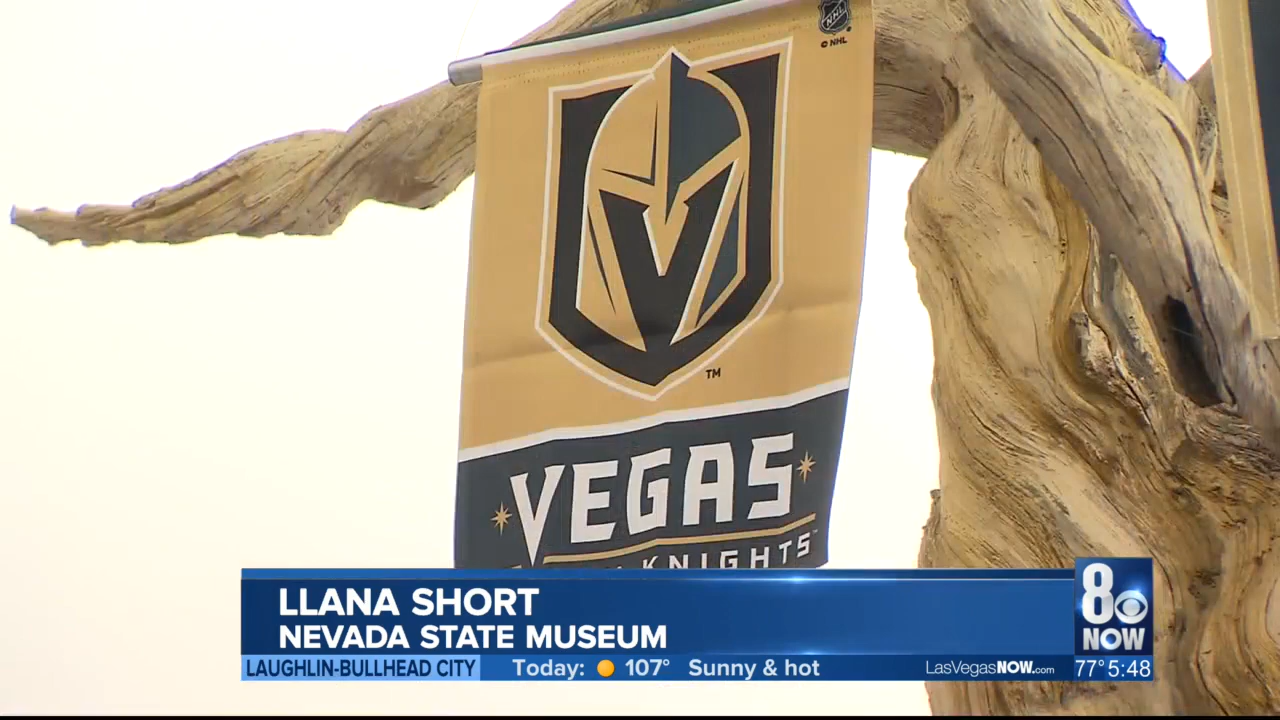 NHL
© NHL
TM
VEGAS
KNIGHTS
LLANA SHORT
NEVADA STATE MUSEUM
8
NOW
LAUGHLIN-BULLHEAD CITY Today: 107° Sunny & hot LasVegasNOW.com 77° 5:48